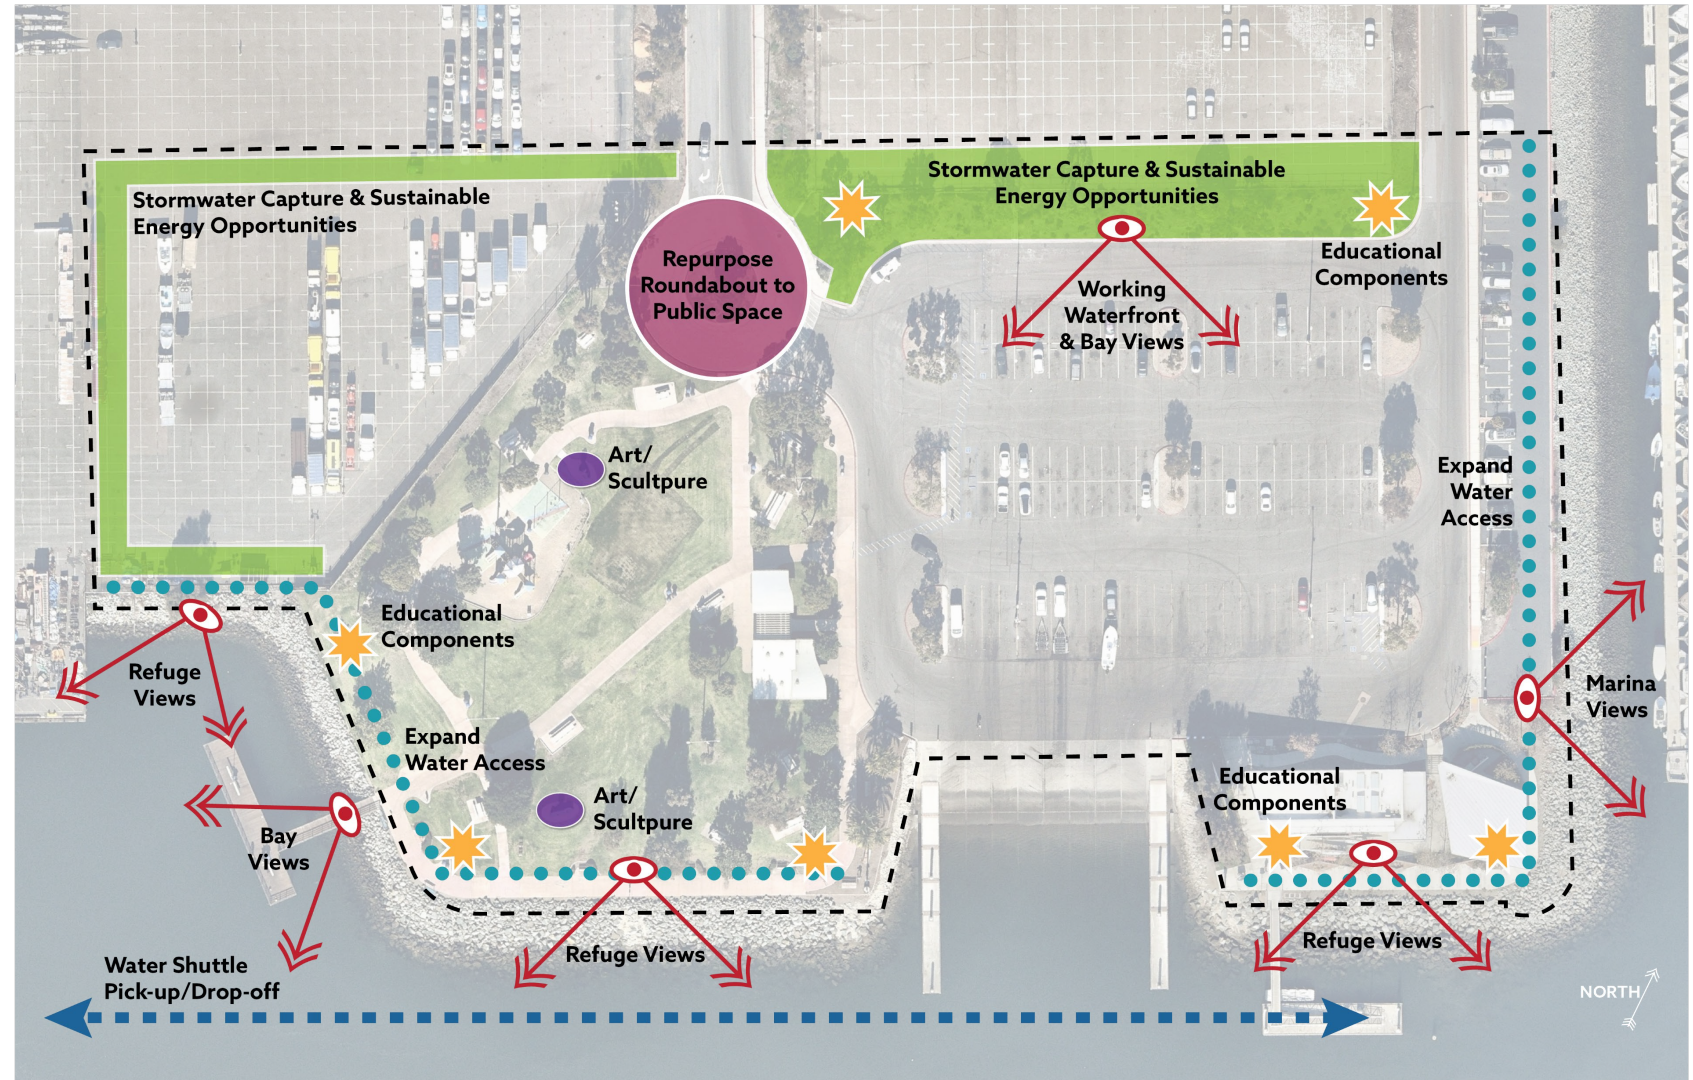 Stormwater Capture & Sustainable
Energy Opportunities
Stormwater Capture & Sustainable
Energy Opportunities
Repurpose
Roundabout to
Public Space
Educational
Components
Working
Waterfront
& Bay Views
Art/
Scultpure
Expand
Water
Access
Educational
Components
Refuge
Views
Marina
Views
Expand
Water Access
Educational
Components
Art/
Scultpure
Bay
Views
Refuge Views
Refuge Views
Water Shuttle
Pick-up/Drop-off
NORTH